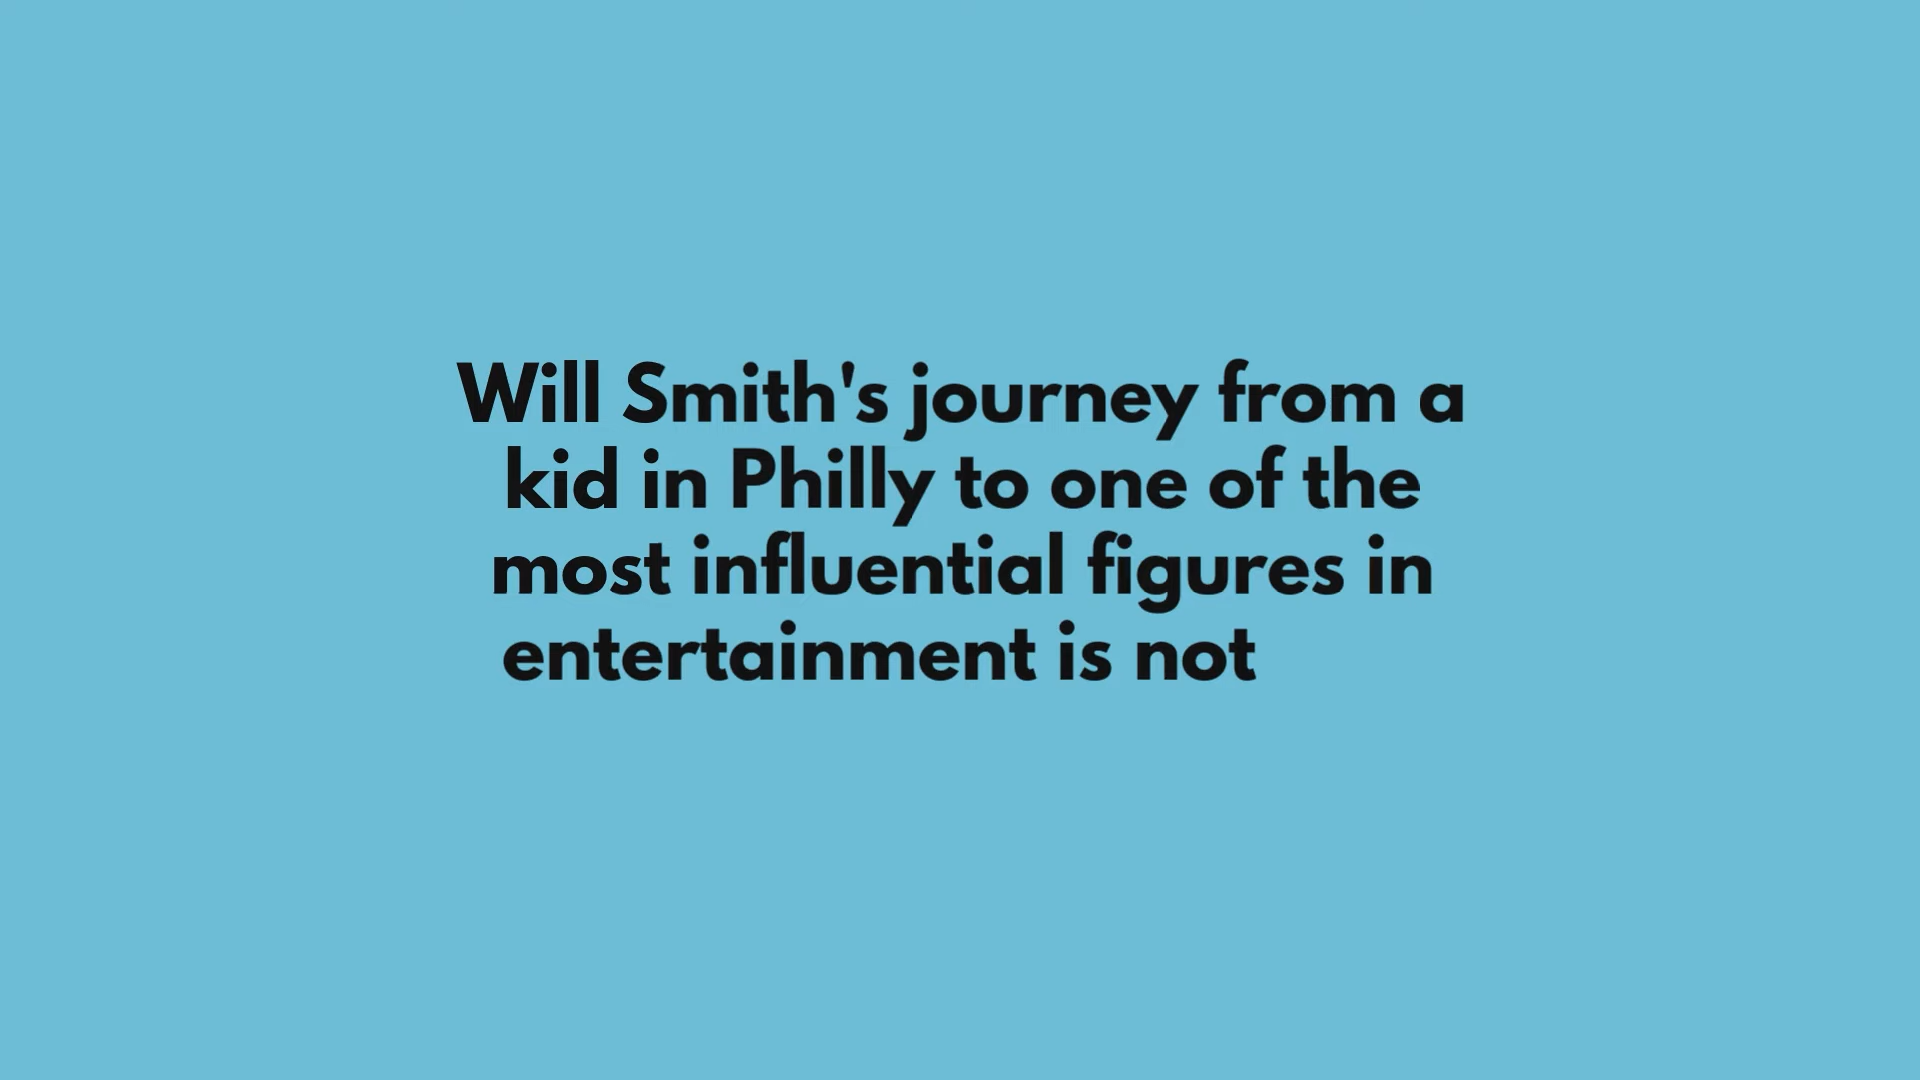 Will Smith's journey from a
kid in Philly to one of the
most influential figures in
entertainment is not